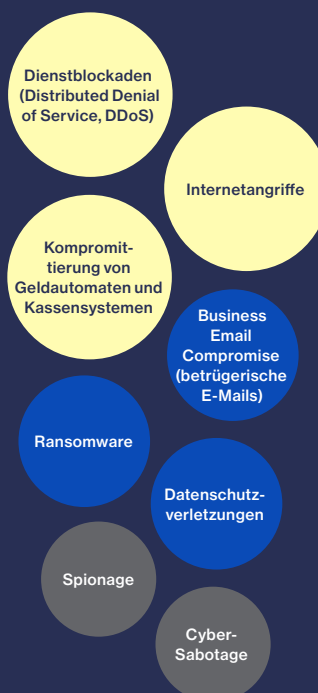 Dienstblockaden
(Distributed Denial
of Service, DDoS)
Internetangriffe
Kompromit-
tierung von
Geldautomaten und
Kassensystemen
Business
Email
Compromise
(betrügerische
E-Mails)
Ransomware
Datenschutz-
verletzungen
Spionage
Cyber-
Sabotage